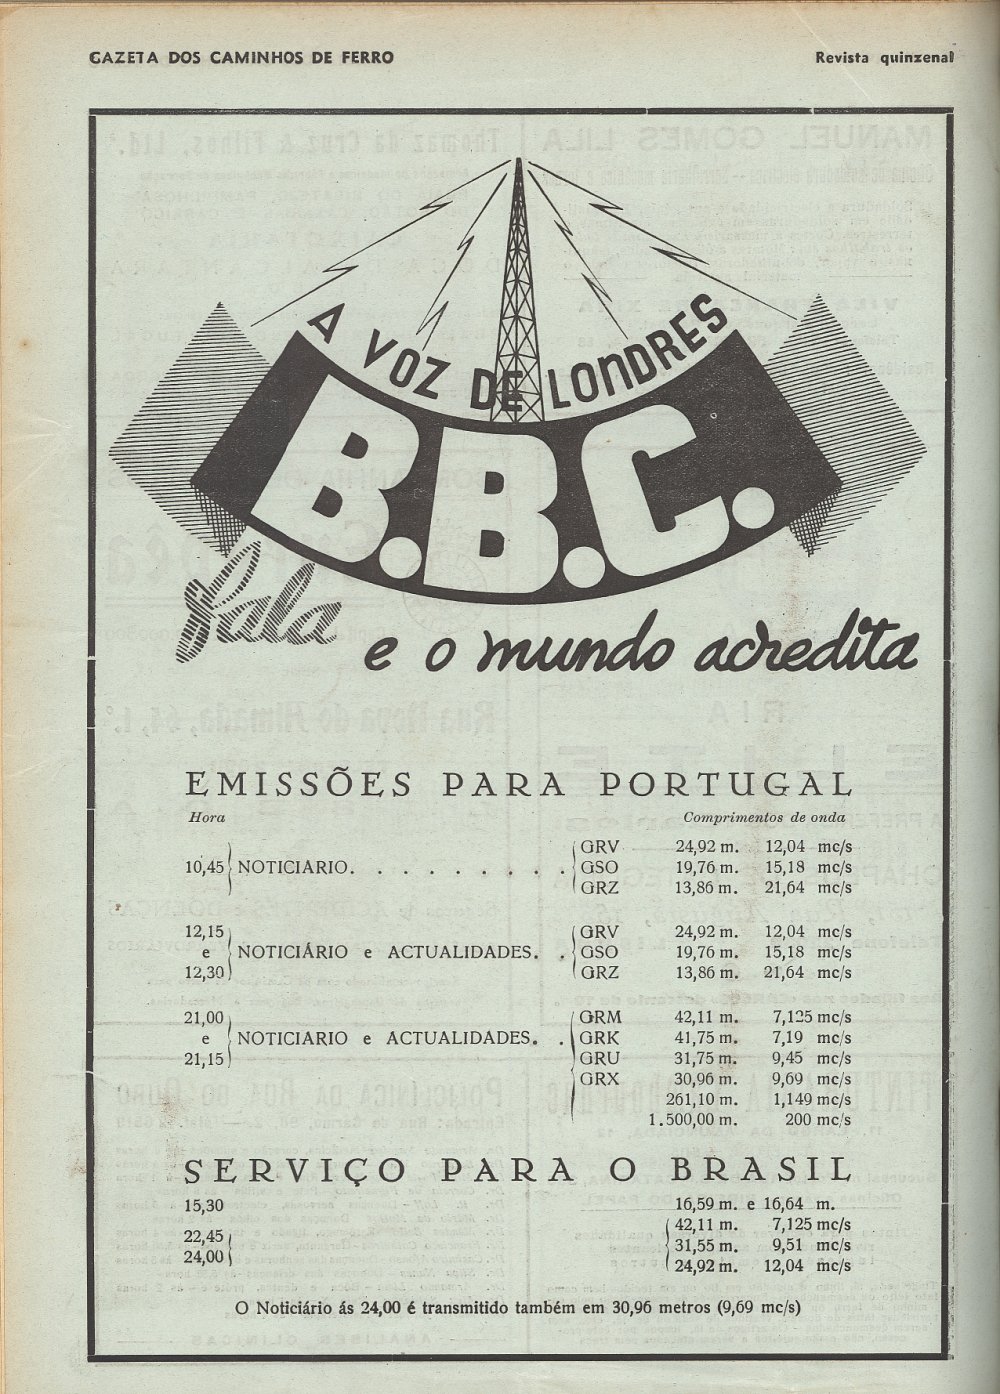 GAZETA DOS CAMINHOS DE FERRO Revista quinzenal
A VOZ DE LONDRES
B.B.C.
fala
e o mundo acredita
EMISSÕES PARA PORTUGAL
Hora Comprimentos de onda
GRV 24,92 m. 12,04 mc/s
10,45 NOTICIARIO. . . . . . . . . . GSO 19,76 m. 15,18 mc/s
GRZ 13,86 m. 21,64 mc/s
12,15 GRV 24,92 m. 12,04 mc/s
e NOTICIÁRIO e ACTUALIDADES. . GSO 19,76 m. 15,18 mc/s
12,30 GRZ 13,86 m. 21,64 mc/s
21,00 GRM 42,11 m. 7,125 mc/s
e NOTICIARIO e ACTUALIDADES. . GRK 41,75 m. 7,19 mc/s
21,15 GRU 31,75 m. 9,45 mc/s
GRX 30,96 m. 9,69 mc/s
261,10 m. 1,149 mc/s
1.500,00 m. 200 mc/s
SERVIÇO PARA O BRASIL
15,30 16,59 m. e 16,64 m.
22,45 42,11 m. 7,125 mc/s
31,55 m. 9,51 mc/s
24,00 24,92 m. 12,04 mc/s
O Noticiário ás 24,00 é transmitido também em 30,96 metros (9,69 mc/s)